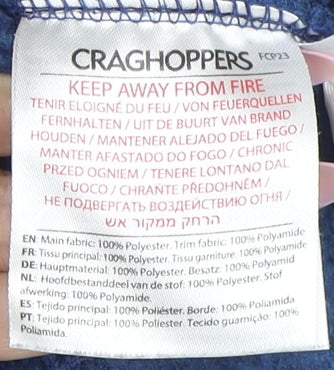 CRAGHOPPERS FCP23
KEEP AWAY FROM FIRE
TENIR ELOIGNÉ DU FEU / VON FEUERQUELLEN
FERNHALTEN / UIT DE BUURT VAN BRAND
HOUDEN / MANTENER ALEJADO DEL FUEGO /
MANTER AFASTADO DO FOGO / CHRONIC
PRZED OGNIEM / TENERE LONTANO DAL
FUOCO / CHRAŇTE PŘEDOHNĚM /
НЕ ПОДВЕРГАТЬ ВОЗДЕЙСТВИЮ ОГНЯ /
הרחק ממקור אש
EN: Main fabric: 100% Polyester. Trim fabric: 100% Polyamide
FR: Tissu principal: 100% Polyester. Tissu garniture: 100% Polyamide
DE: Hauptmaterial: 100% Polyester. Besatz: 100% Polyamid
NL: Hoofdbestanddeel van de stof: 100% Polyester. Stof
afwerking: 100% Polyamide.
ES: Tejido principal: 100% Poliéster. Borde: 100% Poliamida
PT: Tejido principal: 100% Poliester. Tecido guarnição: 100%
Poliamida.